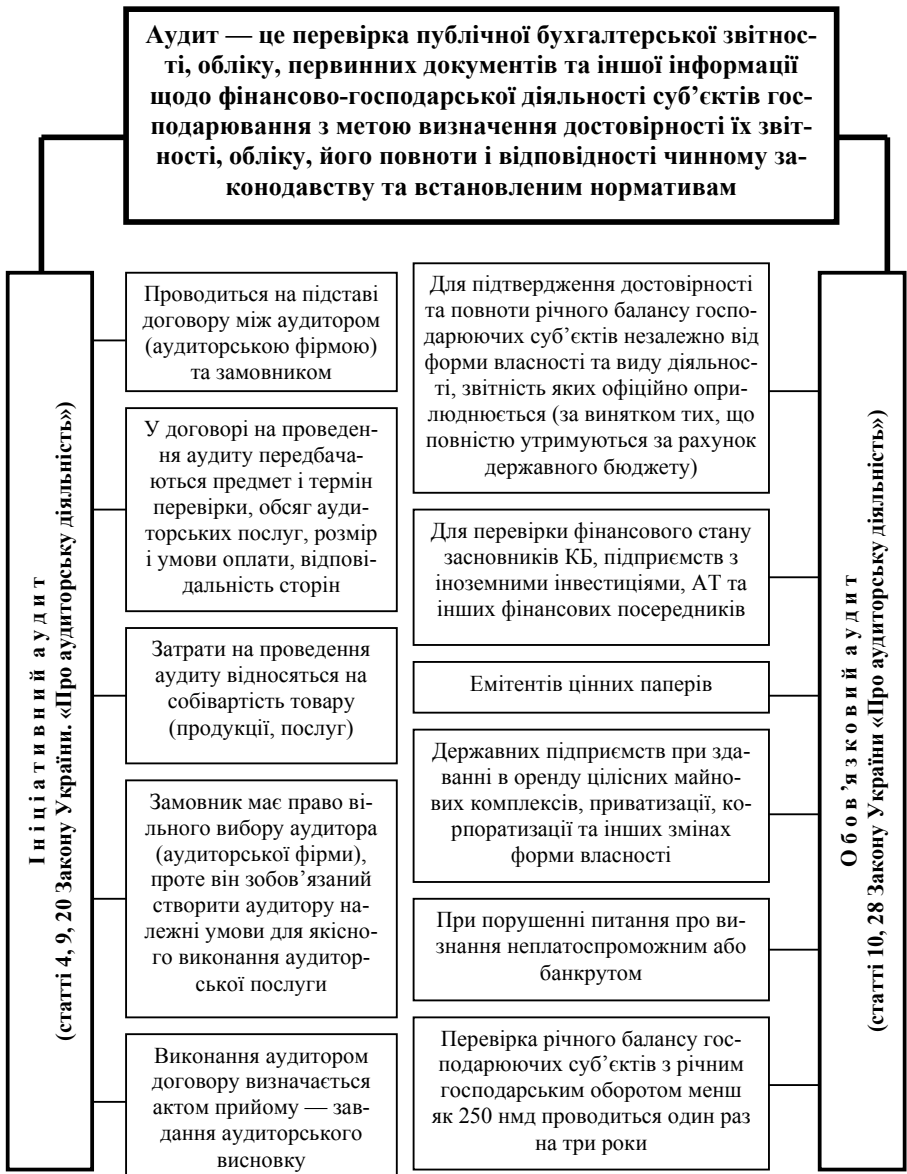 Аудит — це перевірка публічної бухгалтерської звітнос-
ті, обліку, первинних документів та іншої інформації
щодо фінансово-господарської діяльності суб’єктів гос-
подарювання з метою визначення достовірності їх звіт-
ності, обліку, його повноти і відповідності чинному за-
конодавству та встановленим нормативам
Ініціативний аудит
(статті 4, 9, 20 Закону України. «Про аудиторську діяльність»)
Проводиться на підставі
договору між аудитором
(аудиторською фірмою)
та замовником
У договорі на проведен-
ня аудиту передбача-
ються предмет і термін
перевірки, обсяг ауди-
торських послуг, розмір
і умови оплати, відпові-
дальність сторін
Затрати на проведення
аудиту відносяться на
собівартість товару
(продукції, послуг)
Замовник має право ві-
льного вибору аудитора
(аудиторської фірми),
проте він зобов’язаний
створити аудитору на-
лежні умови для якісно-
го виконання аудитор-
ської послуги
Виконання аудитором
договору визначається
актом прийому — зав-
дання аудиторського
висновку
Для підтвердження достовірності
та повноти річного балансу госпо-
дарюючих суб’єктів незалежно від
форми власності та виду діяльнос-
ті, звітність яких офіційно опри-
люднюється (за винятком тих, що
повністю утримуються за рахунок
державного бюджету)
Для перевірки фінансового стану
засновників КБ, підприємств з
іноземними інвестиціями, АТ та
інших фінансових посередників
Емітентів цінних паперів
Державних підприємств при зда-
ванні в оренду цілісних майно-
вих комплексів, приватизації, ко-
рпоратизації та інших змінах
форми власності
При порушенні питання про ви-
знання неплатоспроможним або
банкрутом
Перевірка річного балансу гос-
подарюючих суб’єктів з річним
господарським оборотом менш
як 250 нмд проводиться один раз
на три роки
Обов’язковий аудит
(статті 10, 28 Закону України «Про аудиторську діяльність»)